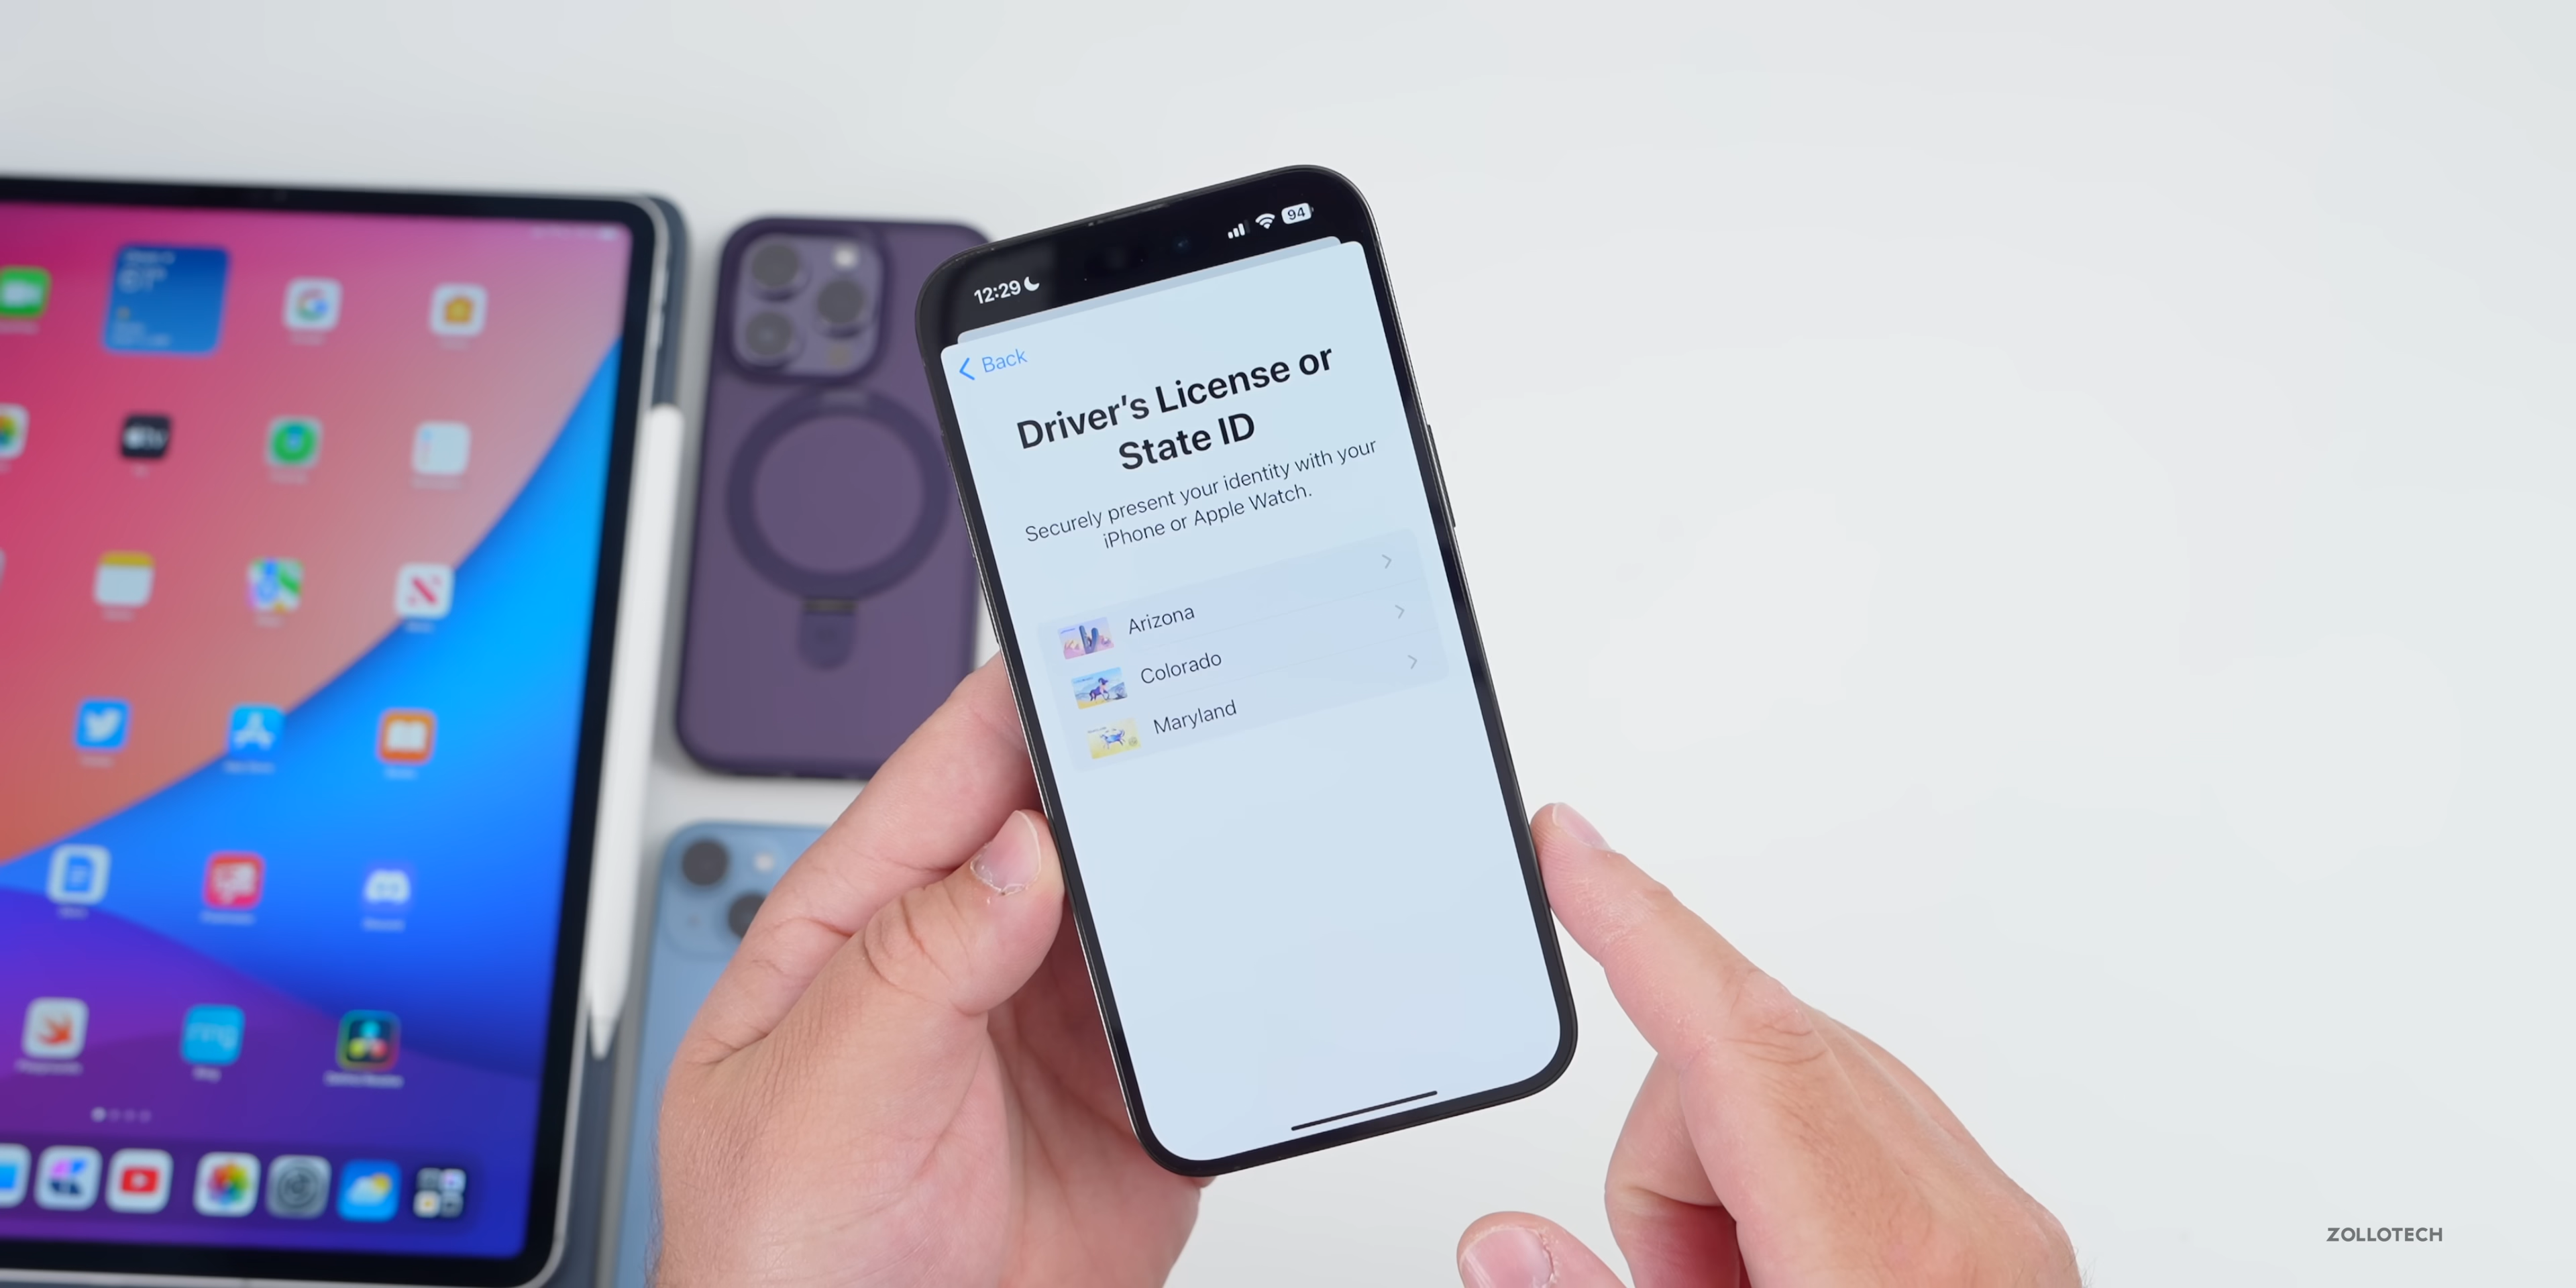 12:29
94
Back
Driver's License or
State ID
Securely present your identity with your
iPhone or Apple Watch.
Arizona
Colorado
Maryland
ZOLLOTECH